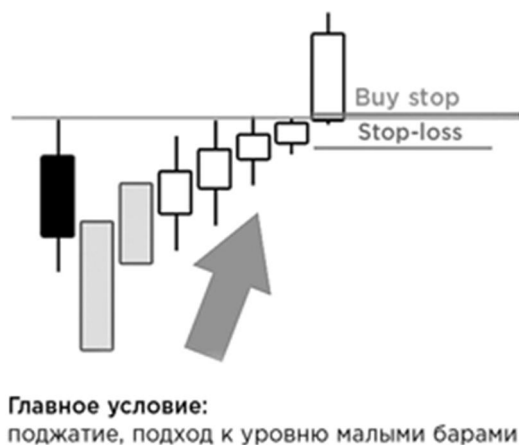 Buy stop
Stop-loss
Главное условие:
поджатие, подход к уровню малыми барами